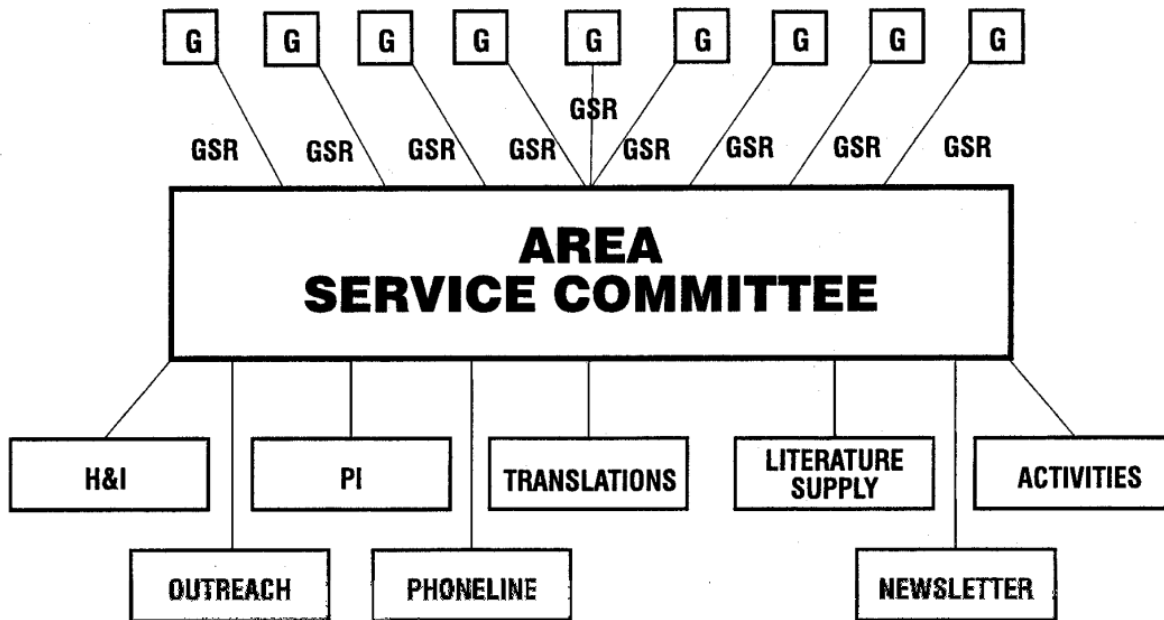 G G G G G G G G G
GSR
GSR GSR GSR GSR GSR GSR GSR GSR
AREA
SERVICE COMMITTEE
H&I PI TRANSLATIONS LITERATURE SUPPLY ACTIVITIES
OUTREACH PHONELINE NEWSLETTER